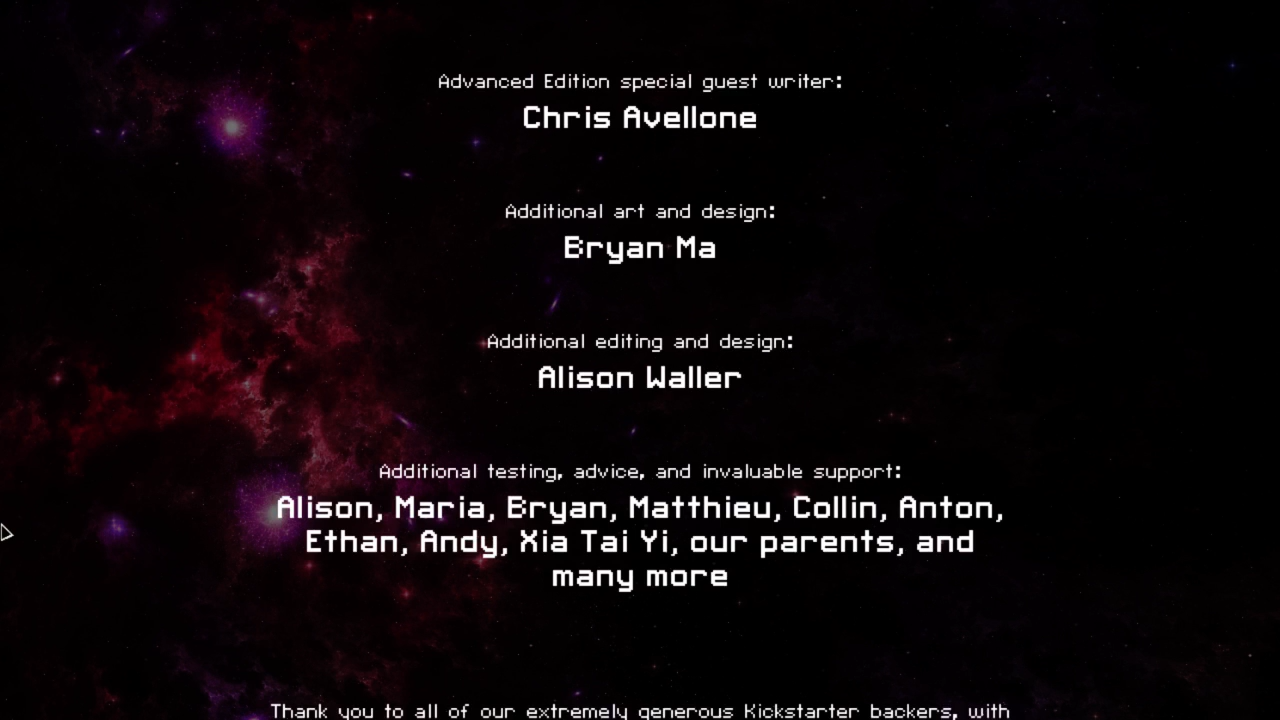 Advanced Edition special guest writer:
Chris Avellone
Additional art and design:
Bryan Ma
Additional editing and design:
Alison Waller
Additional testing, advice, and invaluable support:
Alison, Maria, Bryan, Matthieu, Collin, Anton,
Ethan, Andy, Xia Tai Yi, our parents, and
many more
Thank you to all of our extremely generous Kickstarter backers, with